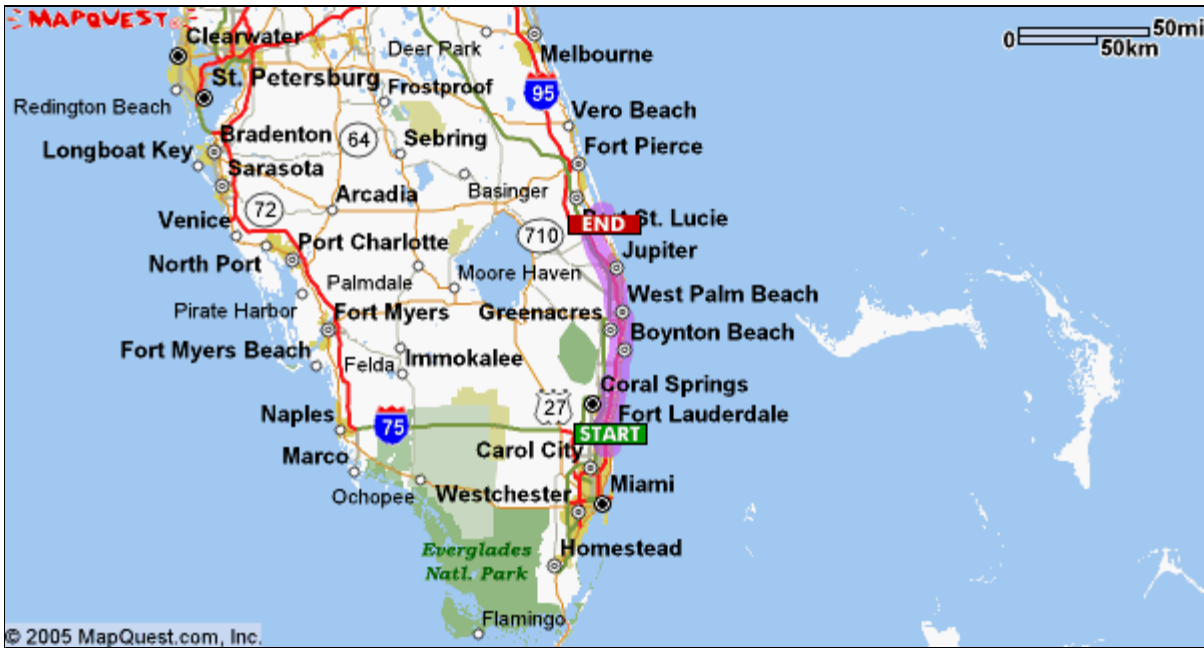 MAPQUEST
Clearwater
Deer Park
Melbourne
0
50mi
50km
St. Petersburg
Frostproof
95
Redington Beach
Vero Beach
Bradenton
64
Sebring
Fort Pierce
Longboat Key
Sarasota
Basinger
Arcadia
72
Venice
END
St. Lucie
710
Port Charlotte
Jupiter
North Port
Palmdale
Moore Haven
West Palm Beach
Pirate Harbor
Fort Myers
Greenacres
Boynton Beach
Fort Myers Beach
Felda
Immokalee
Coral Springs
Naples
75
27
Fort Lauderdale
START
Marco
Carol City
Ochopee
Westchester
Miami
Everglades
Natl. Park
Homestead
Flamingo
© 2005 MapQuest.com, Inc.